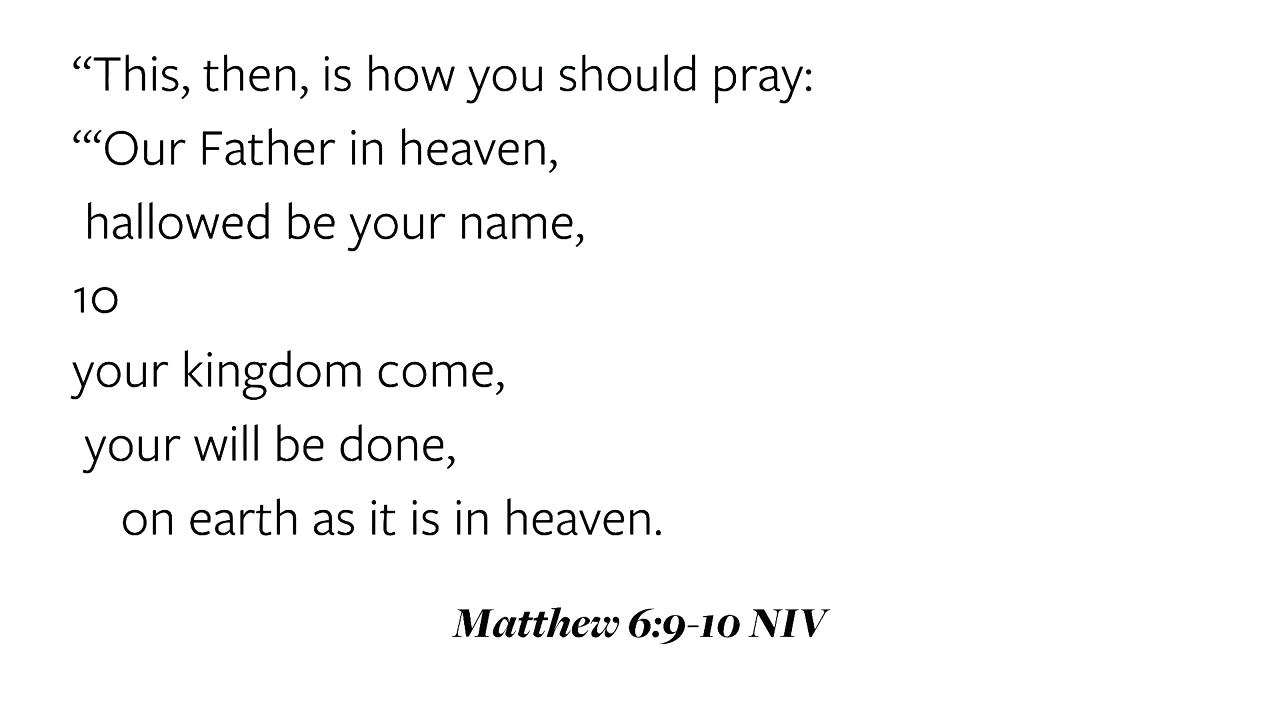 “This, then, is how you should pray:
“‘Our Father in heaven,
hallowed be your name,
10
your kingdom come,
your will be done,
on earth as it is in heaven.
Matthew 6:9-10 NIV